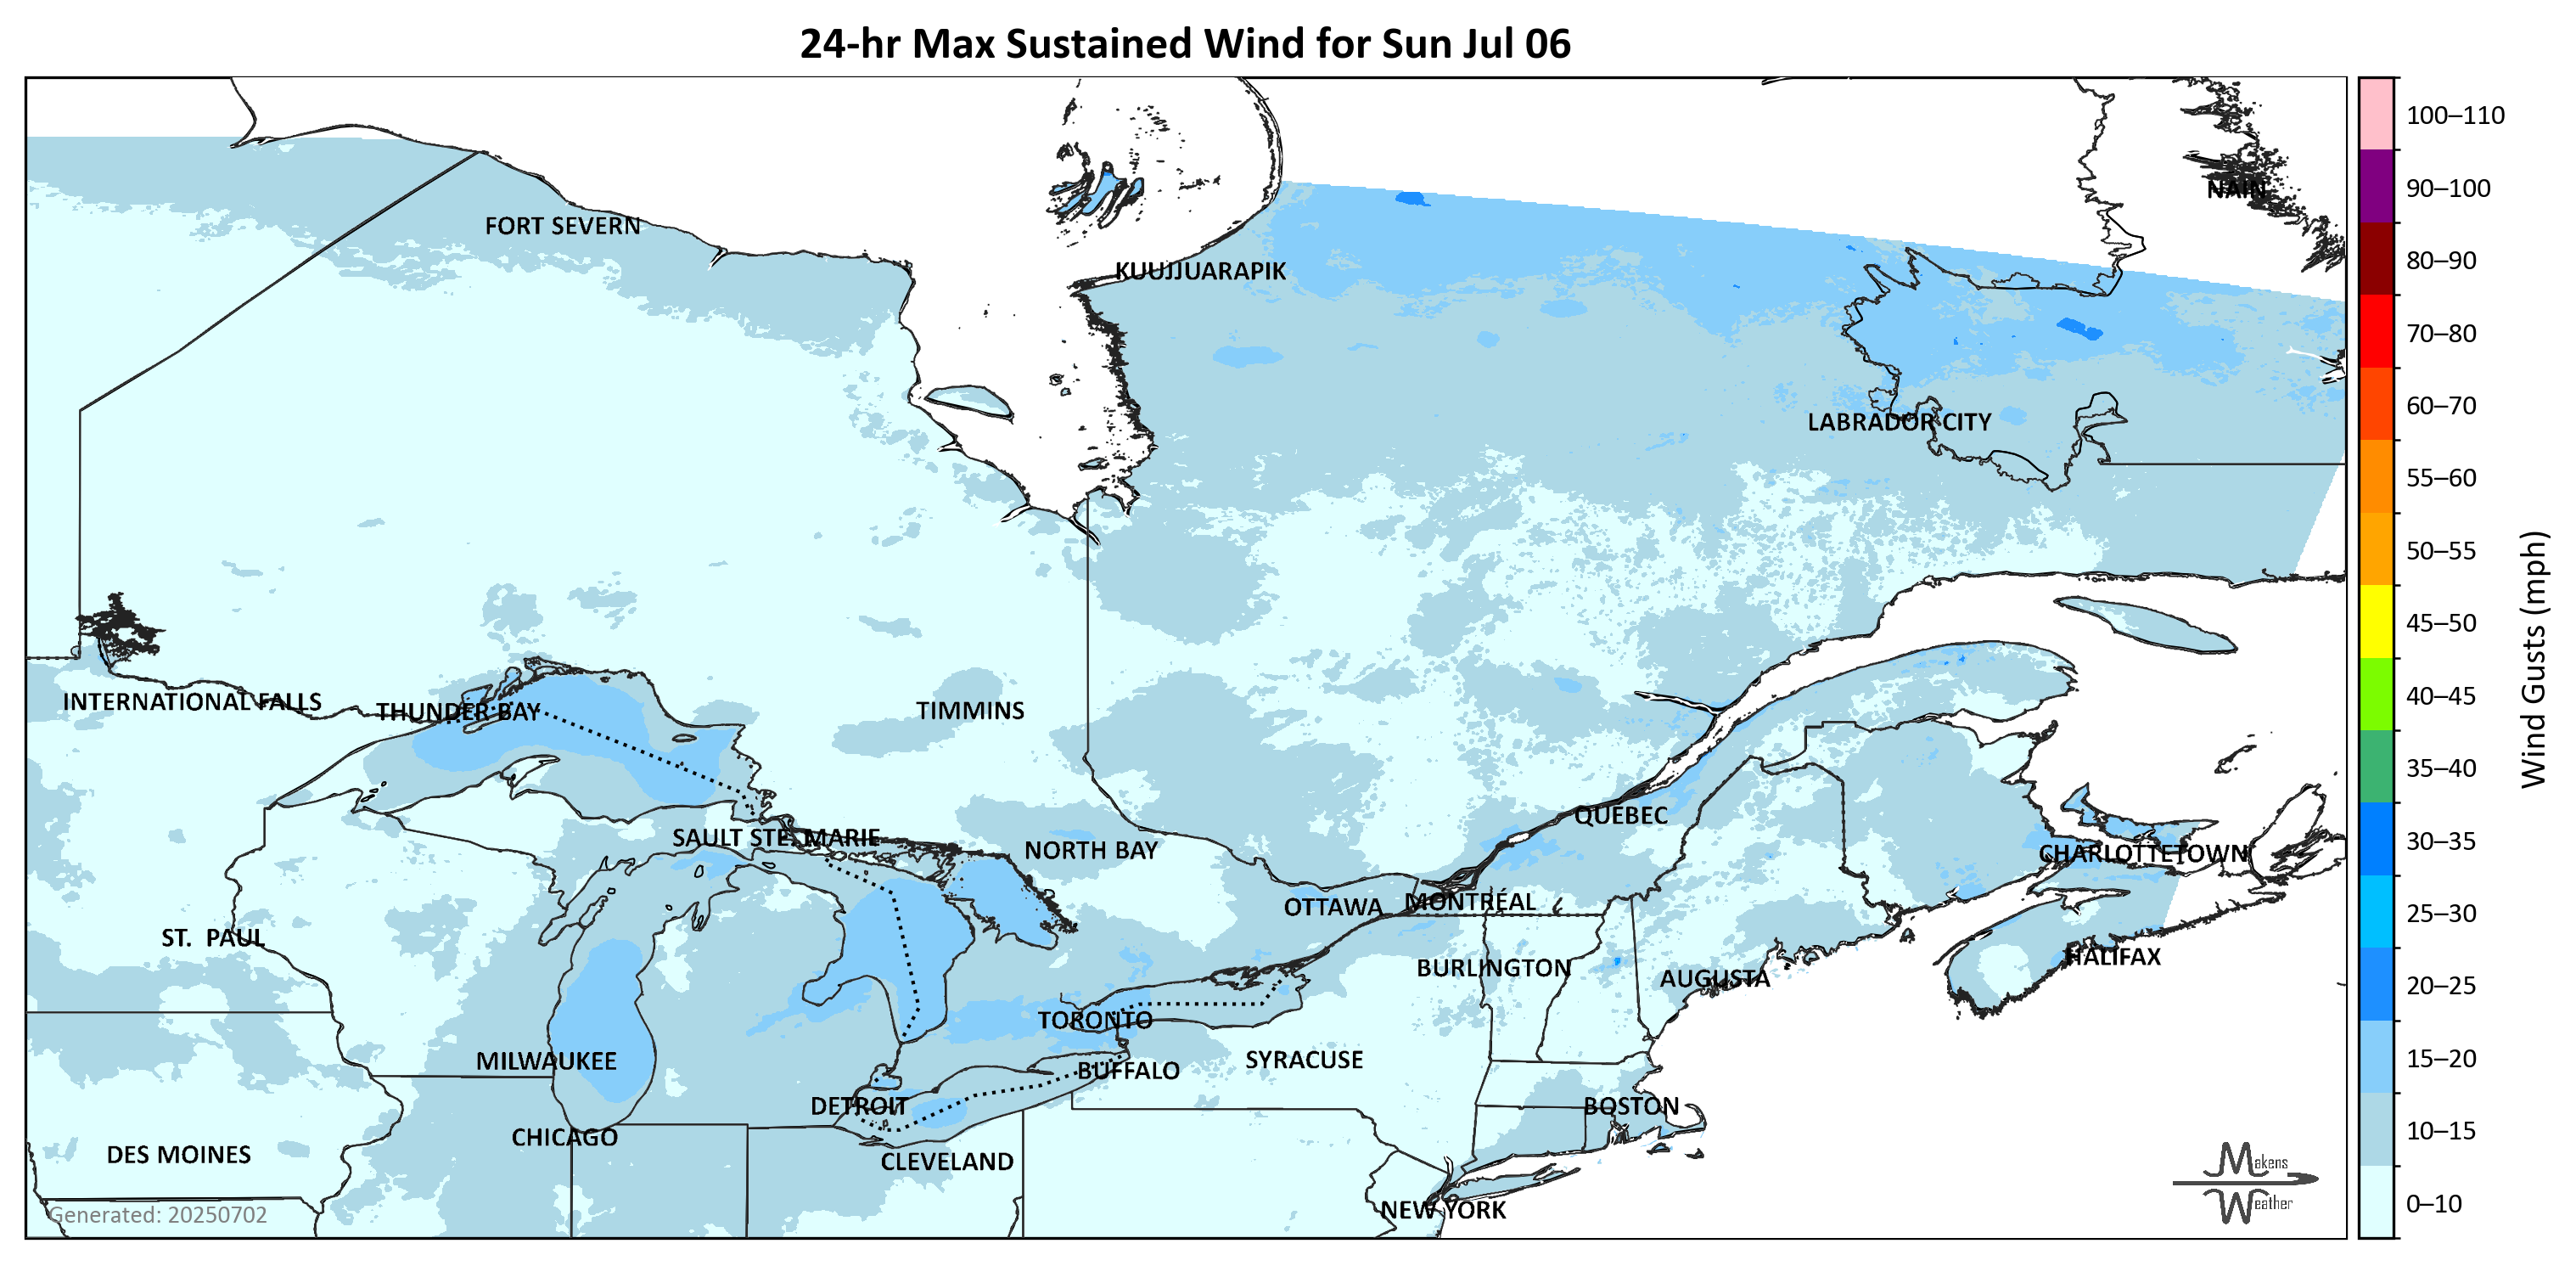 24-hr Max Sustained Wind for Sun Jul 06
100–110
90–100
NAIN
FORT SEVERN
80–90
KUUJJUARAPIK
70–80
60–70
LABRADOR CITY
55–60
50–55
45–50
Wind Gusts (mph)
40–45
INTERNATIONAL FALLS
THUNDER BAY
TIMMINS
35–40
QUEBEC
30–35
SAULT STE. MARIE
NORTH BAY
CHARLOTTETOWN
OTTAWA
MONTRÉAL
25–30
ST. PAUL
HALIFAX
BURLINGTON
AUGUSTA
20–25
TORONTO
MILWAUKEE
SYRACUSE
15–20
BUFFALO
DETROIT
BOSTON
10–15
CHICAGO
DES MOINES
CLEVELAND
Makens
Weather
0–10
NEW YORK
Generated: 20250702